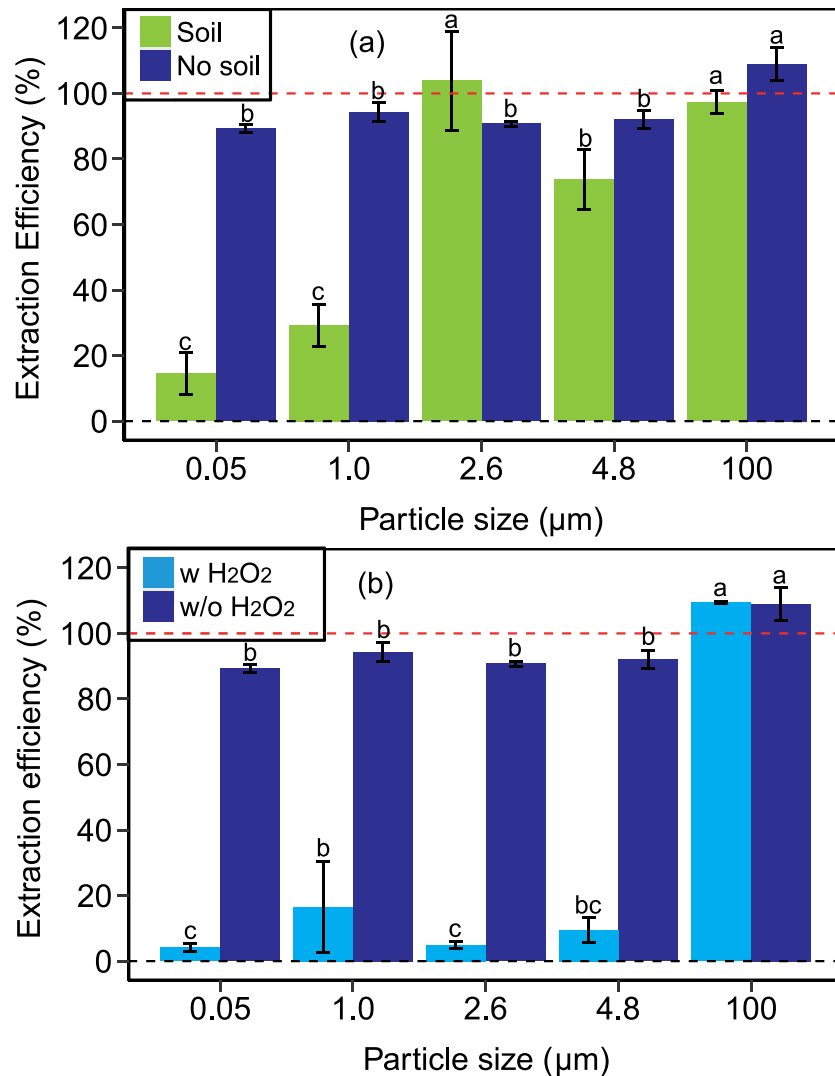 120
100
80
60
40
20
0
Extraction Efficiency (%)
Soil
No soil
(a)
c b c b a b b b a a
0.05 1.0 2.6 4.8 100
Particle size (µm)
120
100
80
60
40
20
0
Extraction efficiency (%)
w H2O2
w/o H2O2
(b)
c b b b c b bc b a a
0.05 1.0 2.6 4.8 100
Particle size (µm)